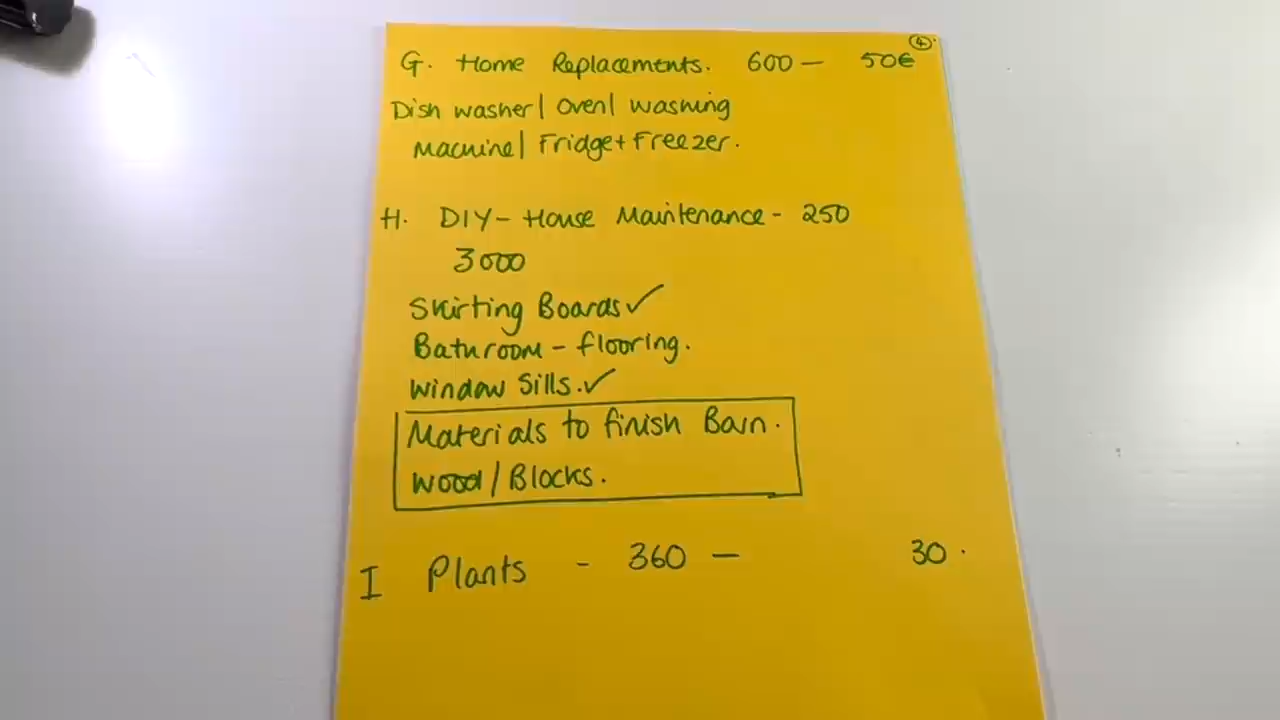 4.
G. Home Replacements. 600 — 50€
Dish washer | Oven | Washing
Machine | Fridge + Freezer.
H. DIY - House Maintenance - 250
3000
Skirting Boards ✓
Bathroom - flooring.
Window Sills. ✓
Materials to finish Barn.
Wood / Blocks.
I Plants - 360 — 30.